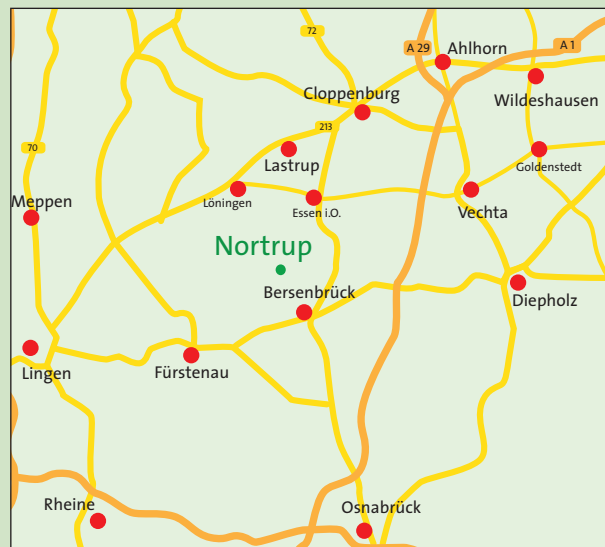 72
A 29
A 1
Ahlhorn
Cloppenburg
Wildeshausen
213
70
Lastrup
Goldenstedt
Meppen
Löningen
Essen i.O.
Vechta
Nortrup
Bersenbrück
Diepholz
Lingen
Fürstenau
Rheine
Osnabrück